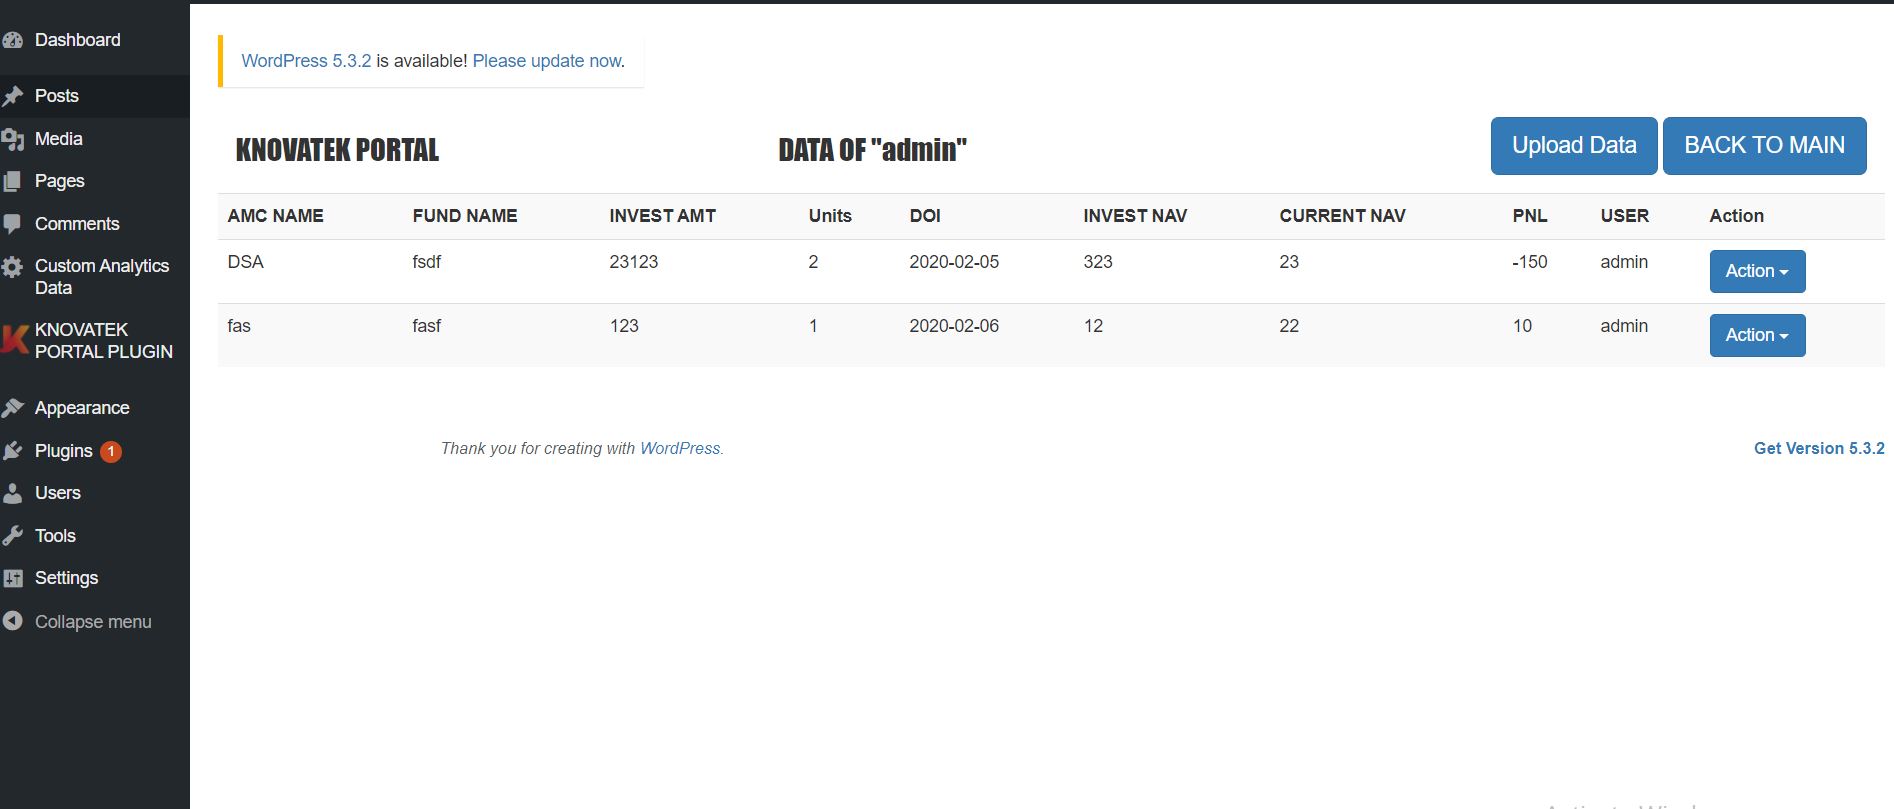 Dashboard
Posts
Media
Pages
Comments
Custom Analytics
Data
KNOVATEK
PORTAL PLUGIN
Appearance
Plugins 1
Users
Tools
Settings
Collapse menu
WordPress 5.3.2 is available! Please update now.
KNOVATEK PORTAL DATA OF "admin" Upload Data BACK TO MAIN
AMC NAME FUND NAME INVEST AMT Units DOI INVEST NAV CURRENT NAV PNL USER Action
DSA fsdf 23123 2 2020-02-05 323 23 -150 admin Action
fas fasf 123 1 2020-02-06 12 22 10 admin Action
Thank you for creating with WordPress. Get Version 5.3.2